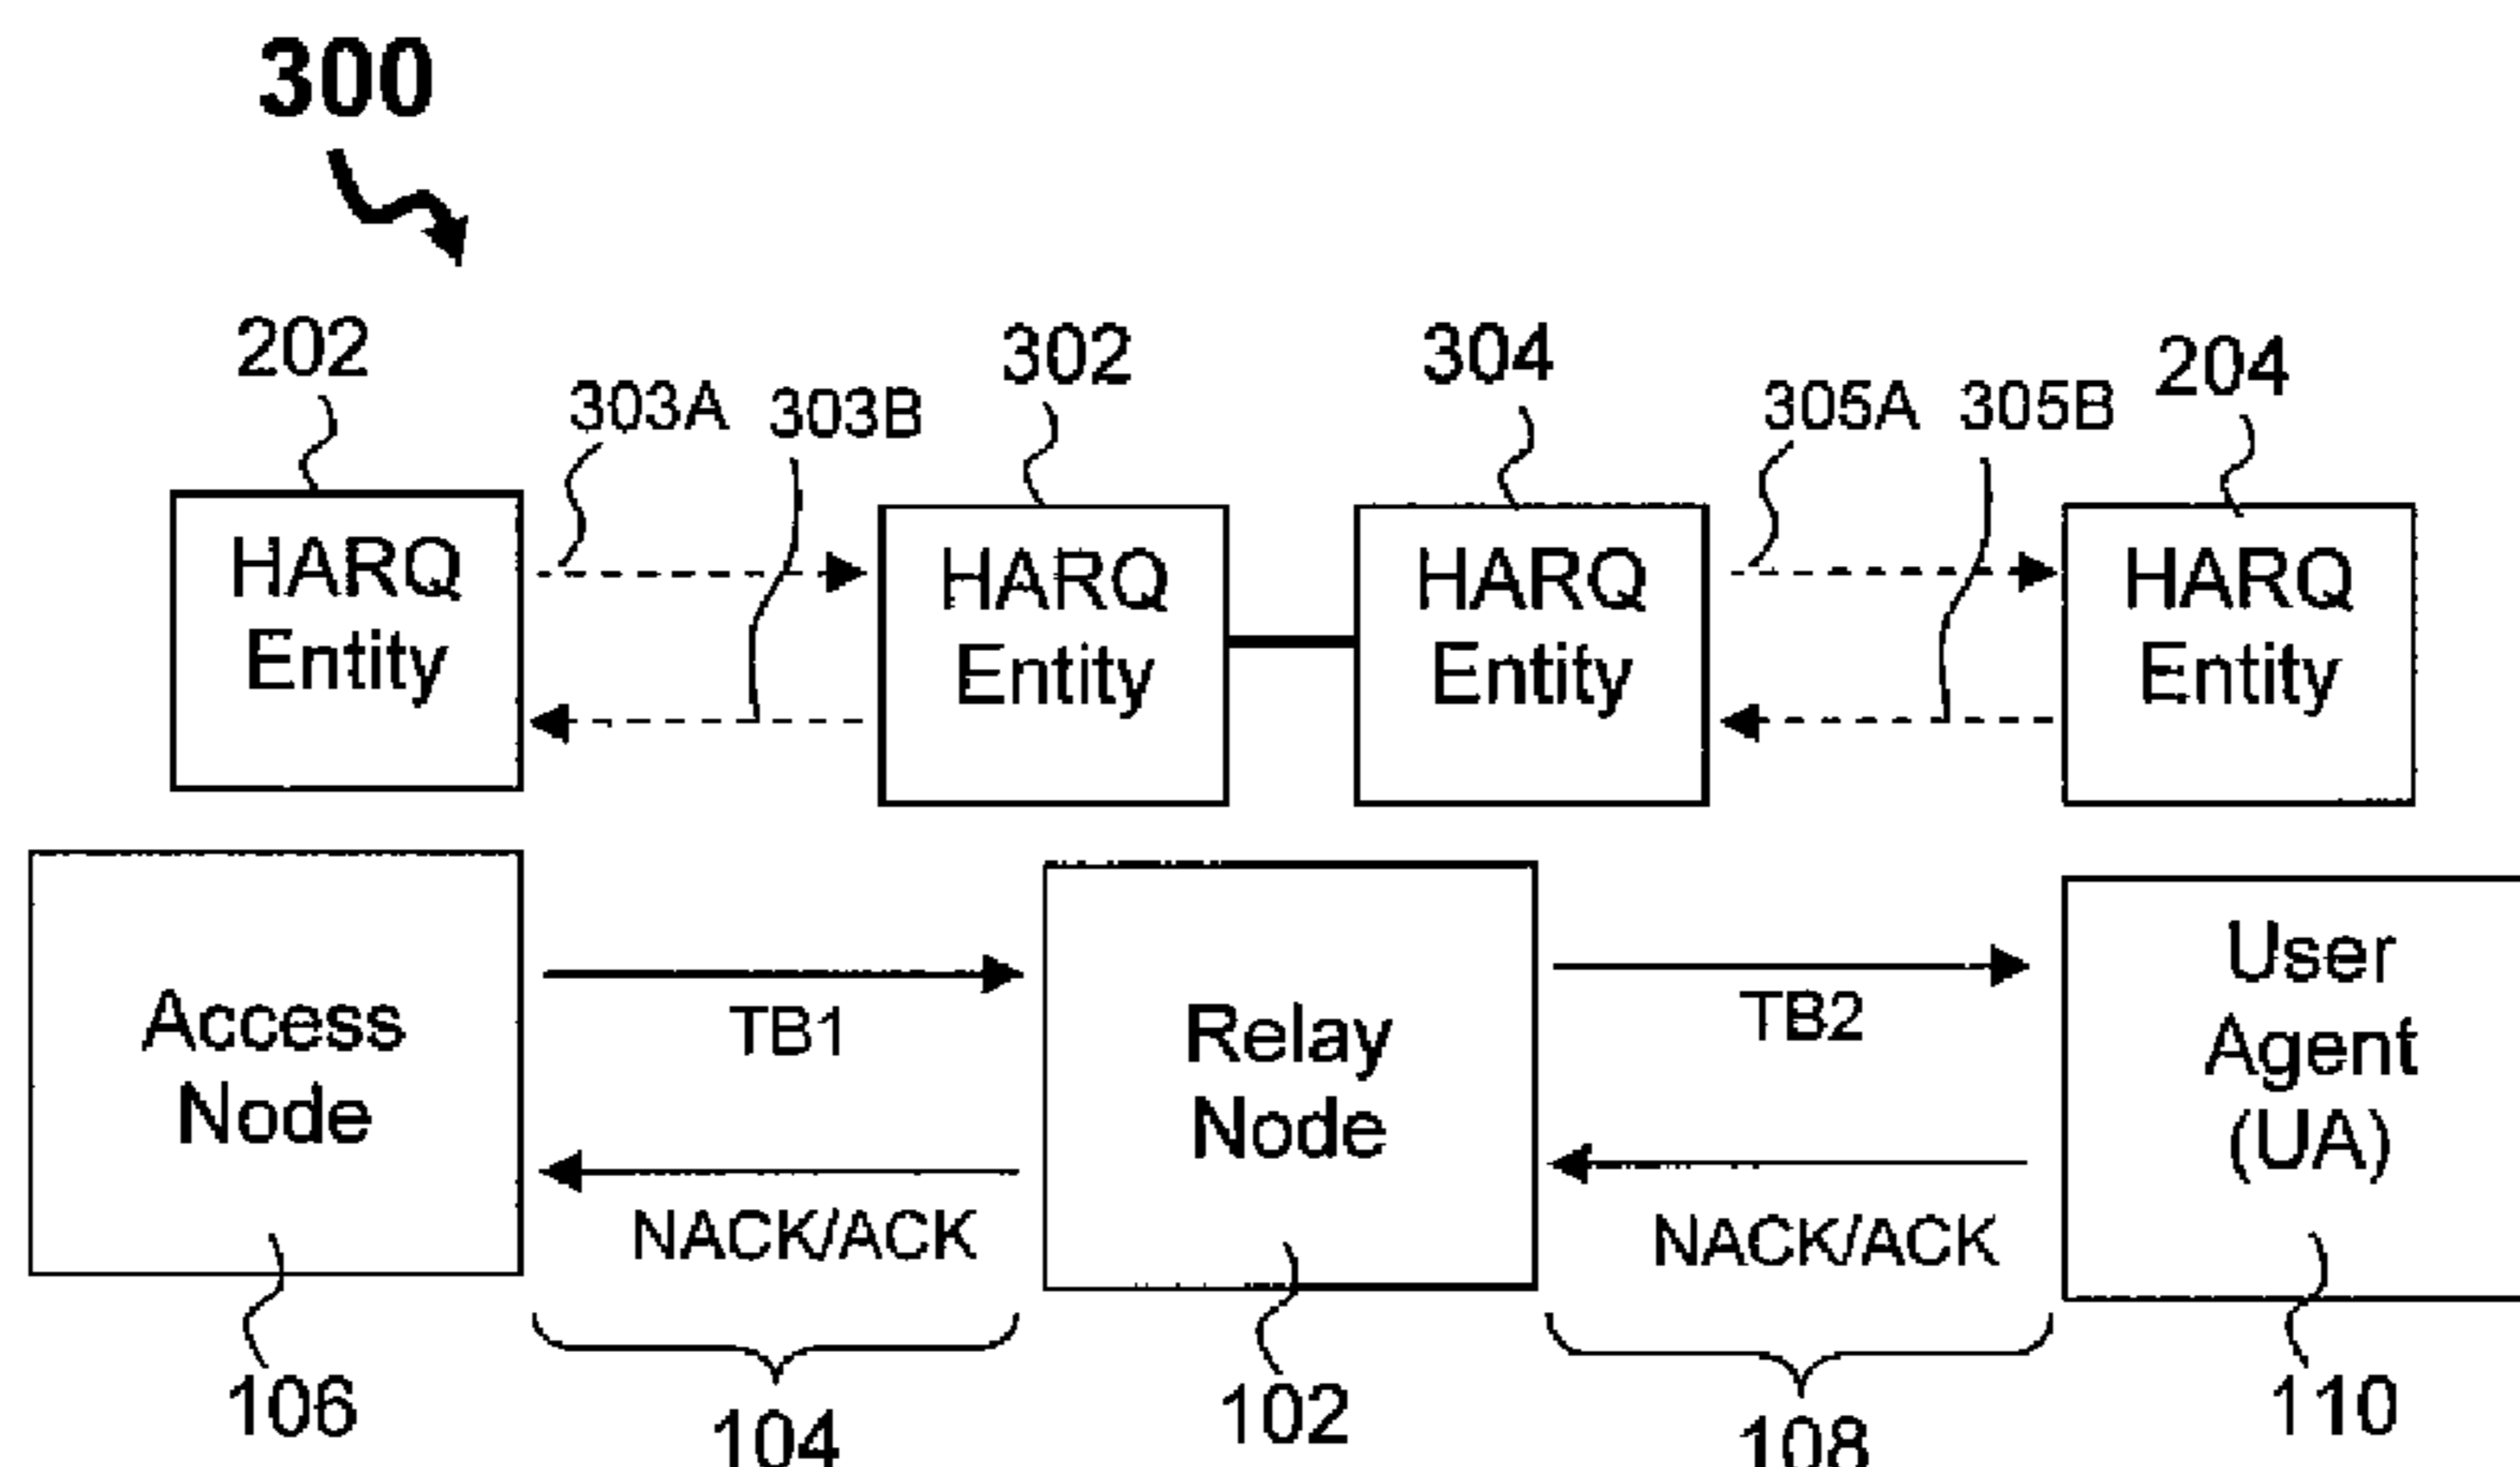 300
202
303A
303B
302
304
305A
305B
204
HARQ
Entity
HARQ
Entity
HARQ
Entity
HARQ
Entity
Access
Node
TB1
NACK/ACK
Relay
Node
TB2
NACK/ACK
User
Agent
(UA)
106
104
102
108
110